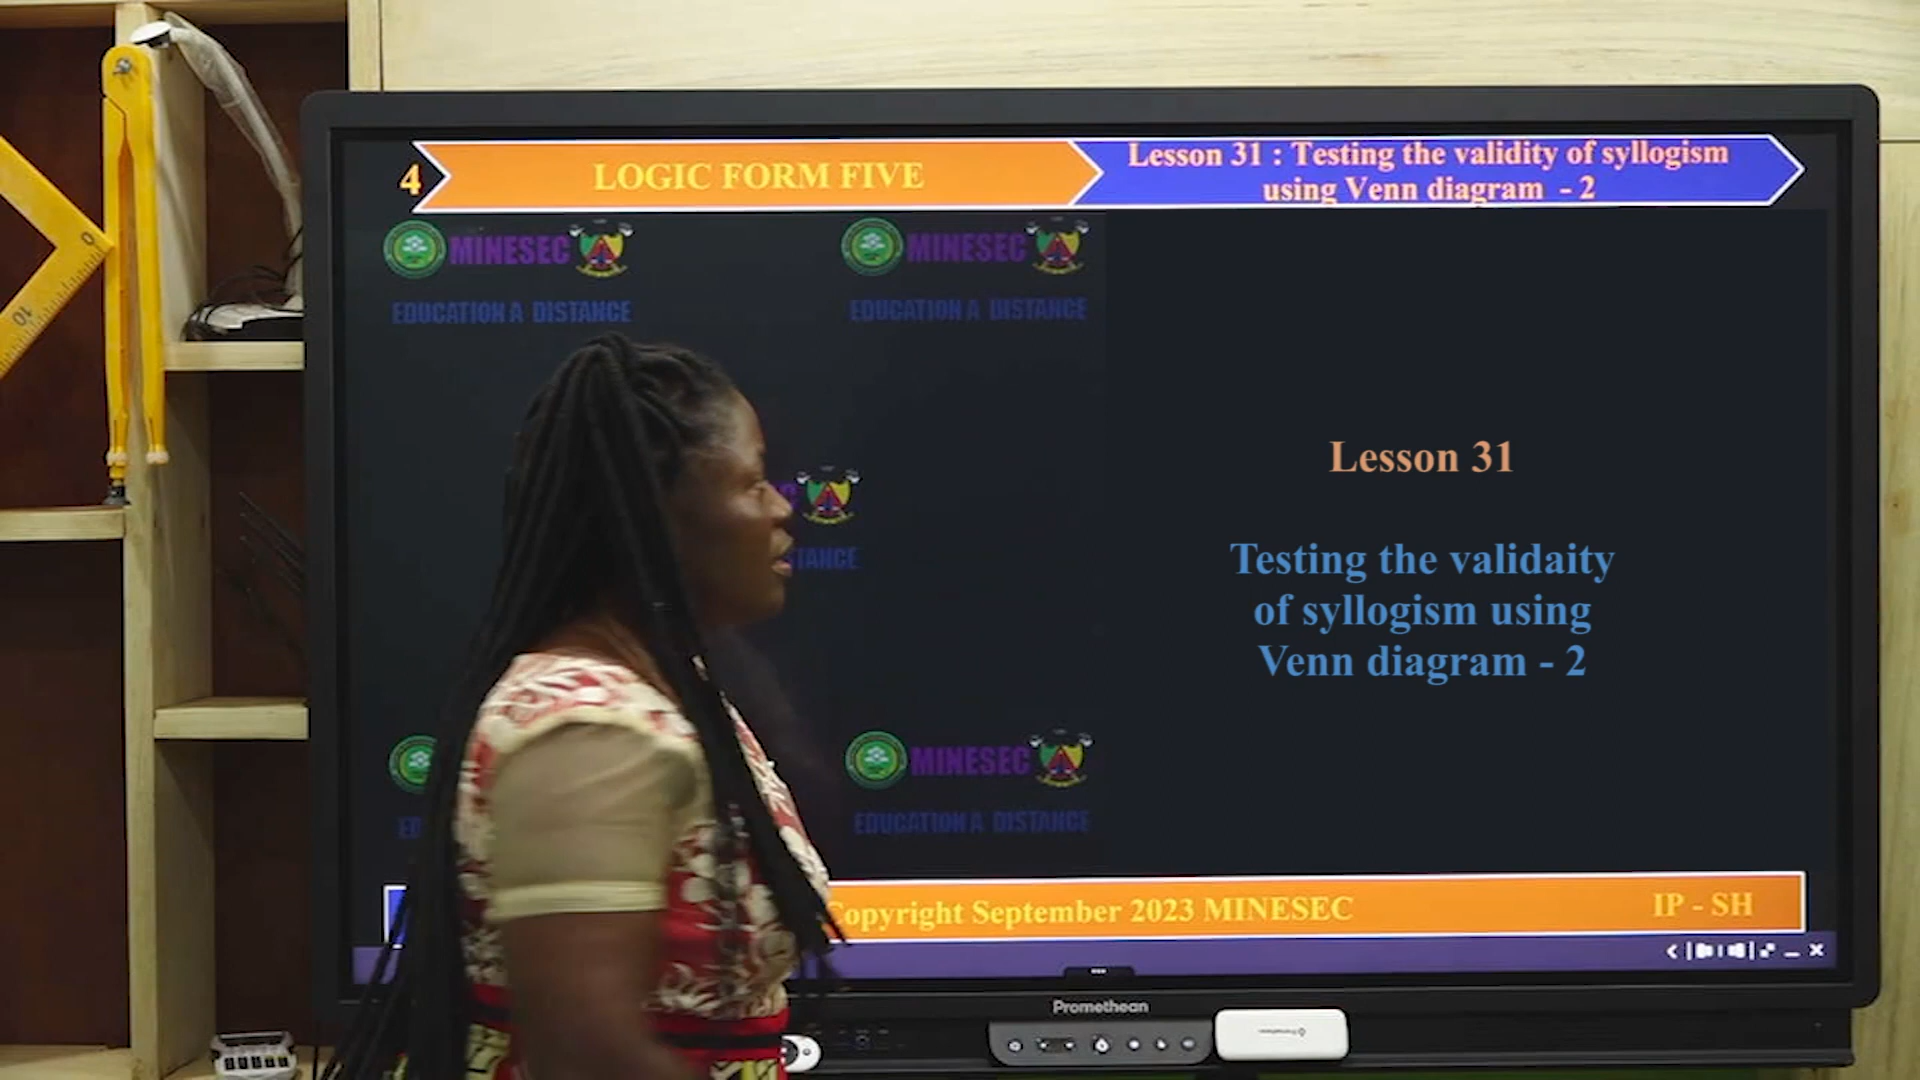 4
LOGIC FORM FIVE
Lesson 31 : Testing the validity of syllogism
using Venn diagram - 2
MINESEC
MINESEC
EDUCATION A DISTANCE
EDUCATION A DISTANCE
Lesson 31
Testing the validaity
of syllogism using
Venn diagram - 2
MINESEC
EDUCATION A DISTANCE
Copyright September 2023 MINESEC
IP - SH
Promethean
0
10